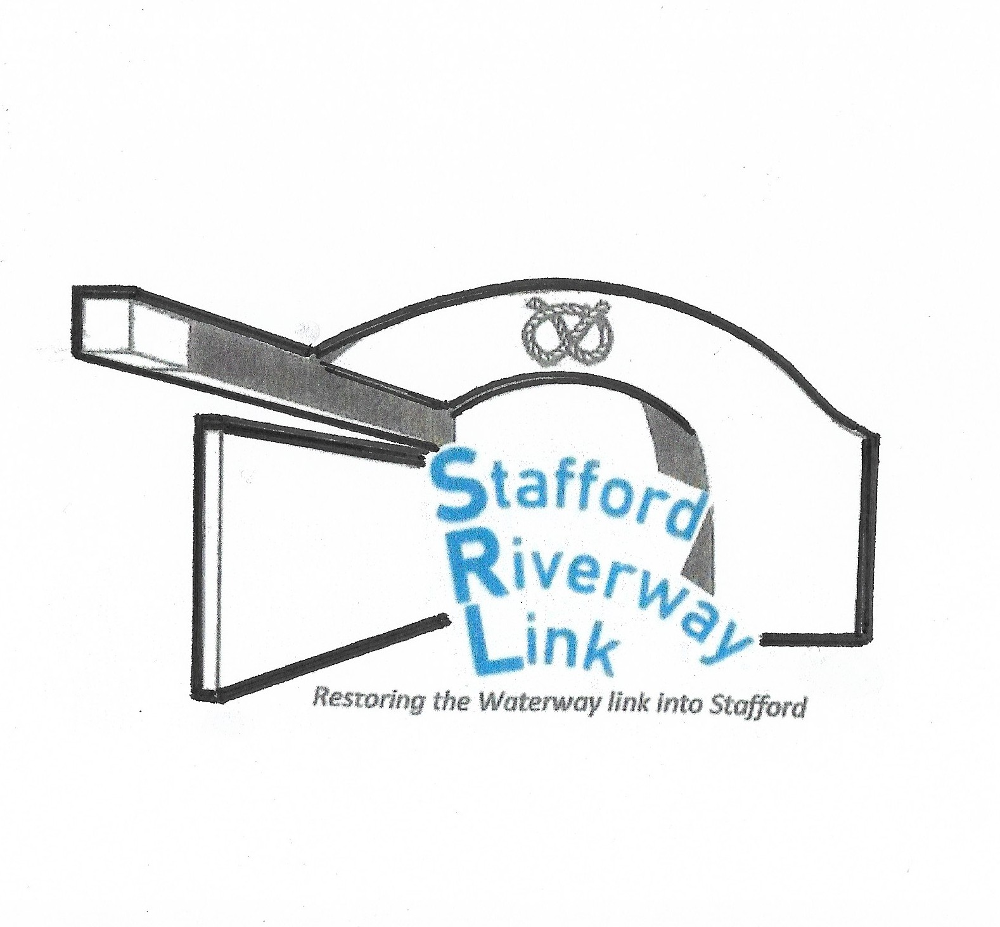 Stafford
Riverway
Link
Restoring the Waterway link into Stafford